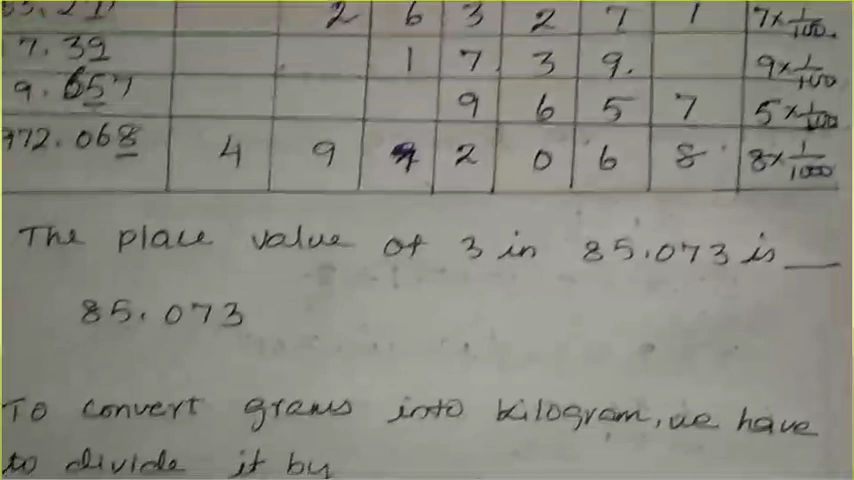 2 6 3 2 7 1 7×1/100.
7.39 1 7 3 9. 9×1/100
9.657 9 6 5 7 5×1/100
972.068 4 9 7 2 0 6 8 8×1/1000
The place value of 3 in 85.073 is __
85.073
To convert grams into kilogram, we have
to divide it by